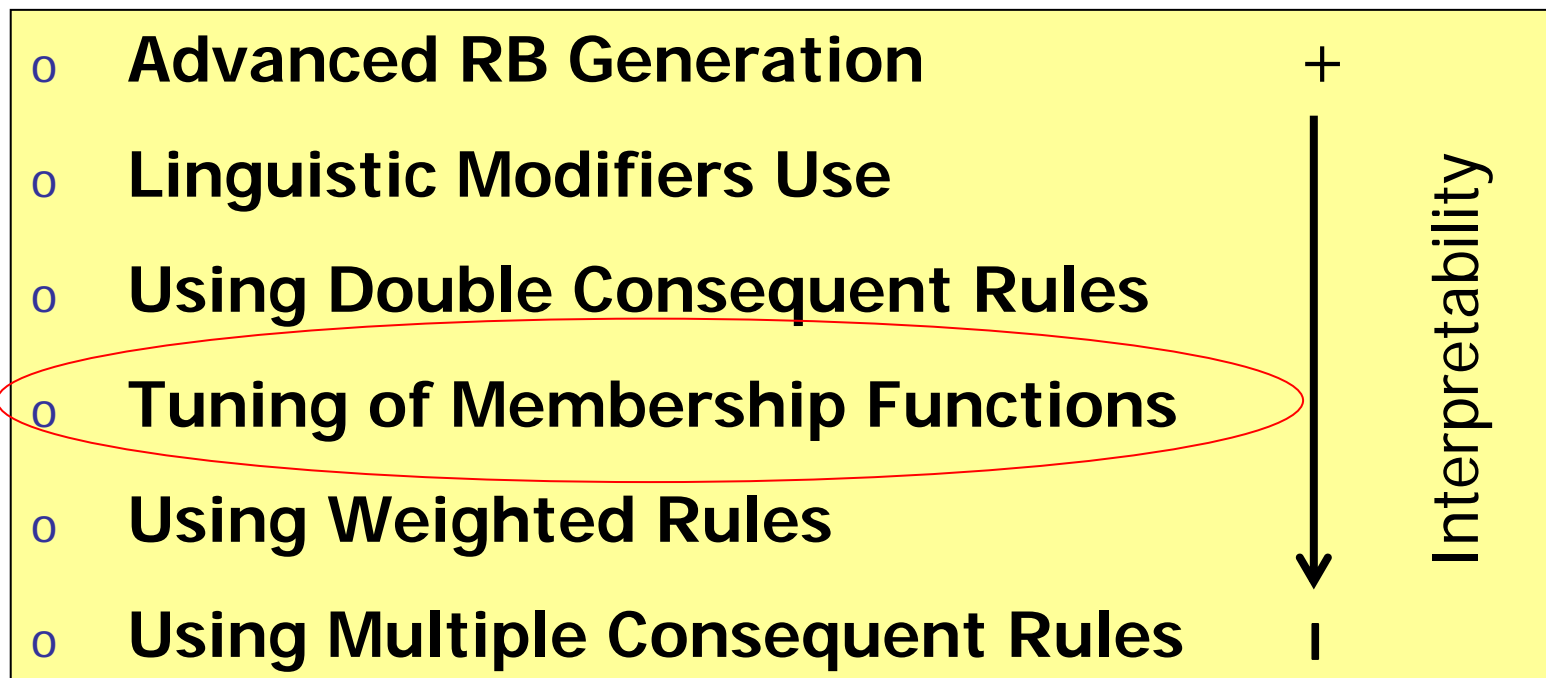 o Advanced RB Generation +
o Linguistic Modifiers Use
o Using Double Consequent Rules
o Tuning of Membership Functions
o Using Weighted Rules
o Using Multiple Consequent Rules ı
Interpretability